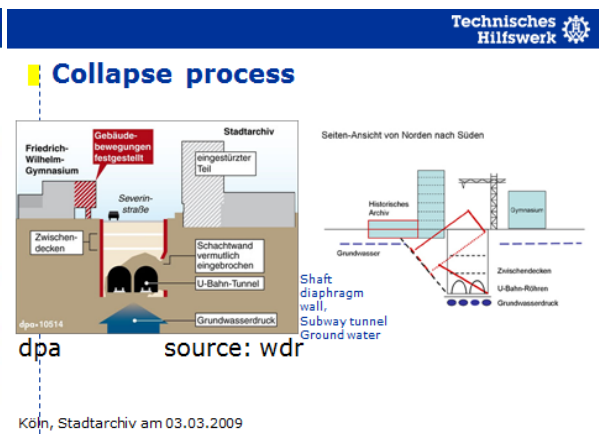 Technisches
Hilfswerk
Collapse process
Friedrich-
Wilhelm-
Gymnasium
Gebäude-
bewegungen
festgestellt
Stadtarchiv
eingestürzter
Teil
Severin-
straße
Zwischen-
decken
Schachtwand
vermutlich
eingebrochen
U-Bahn-Tunnel
Grundwasserdruck
dpa•10514
Seiten-Ansicht von Norden nach Süden
Historisches
Archiv
Gymnasium
Grundwasser
Zwischendecken
U-Bahn-Röhren
Grundwasserdruck
Shaft
diaphragm
wall,
Subway tunnel
Ground water
dpa
source: wdr
Köln, Stadtarchiv am 03.03.2009